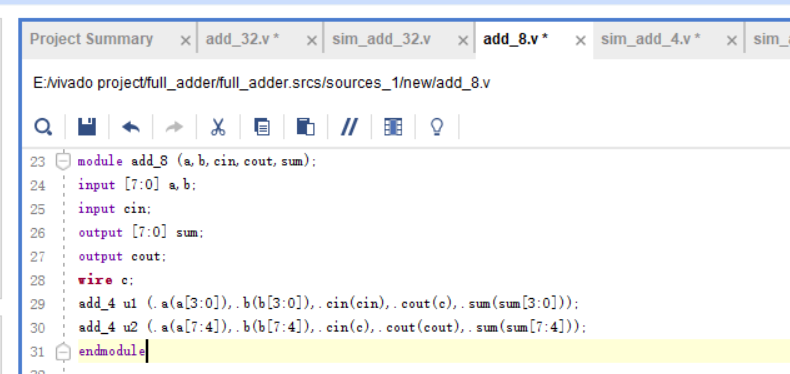 Project Summary × add_32.v* × sim_add_32.v × add_8.v* × sim_add_4.v* × sim_
E:/vivado project/full_adder/full_adder.srcs/sources_1/new/add_8.v
23 module add_8 (a,b,cin,cout,sum);
24 input [7:0] a,b;
25 input cin;
26 output [7:0] sum;
27 output cout;
28 wire c;
29 add_4 u1 (.a(a[3:0]),.b(b[3:0]),.cin(cin),.cout(c),.sum(sum[3:0]));
30 add_4 u2 (.a(a[7:4]),.b(b[7:4]),.cin(c),.cout(cout),.sum(sum[7:4]));
31 endmodule